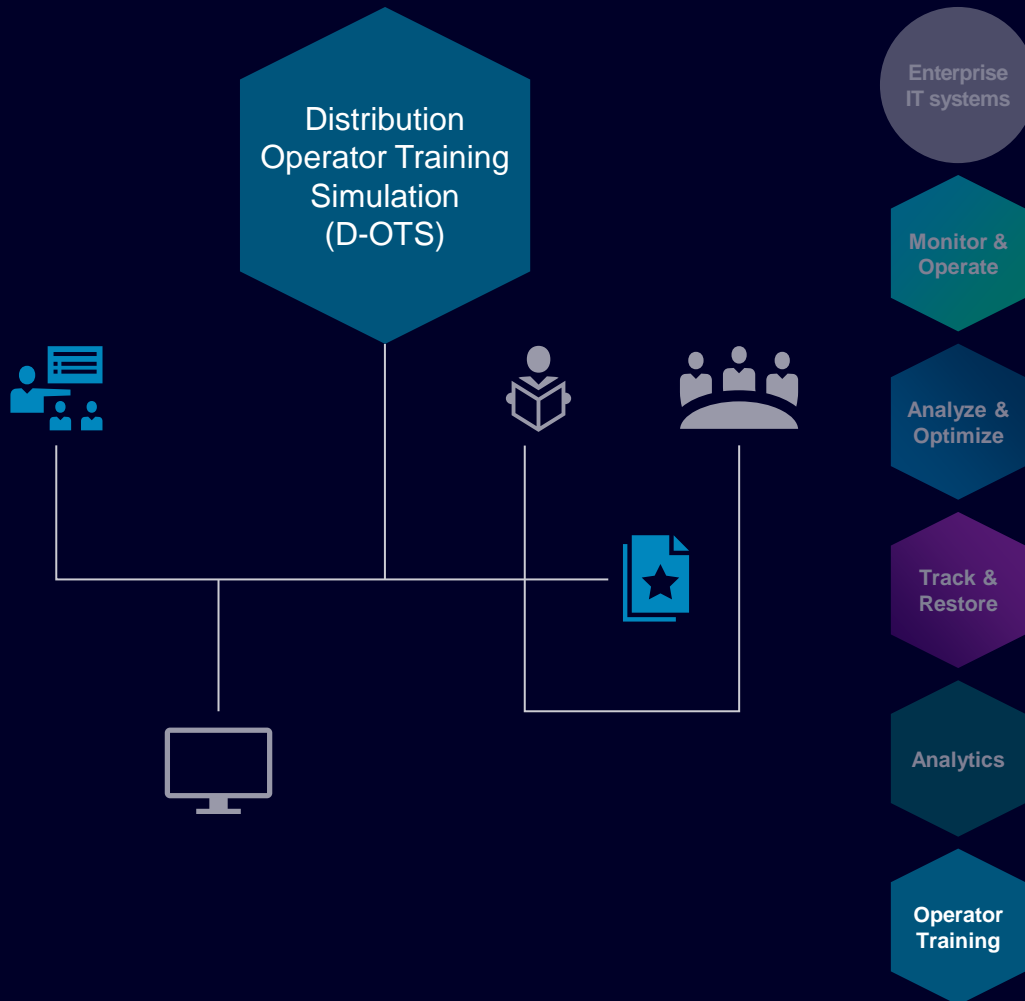 Distribution
Operator Training
Simulation
(D-OTS)
Enterprise
IT systems
Monitor &
Operate
Analyze &
Optimize
Track &
Restore
Analytics
Operator
Training